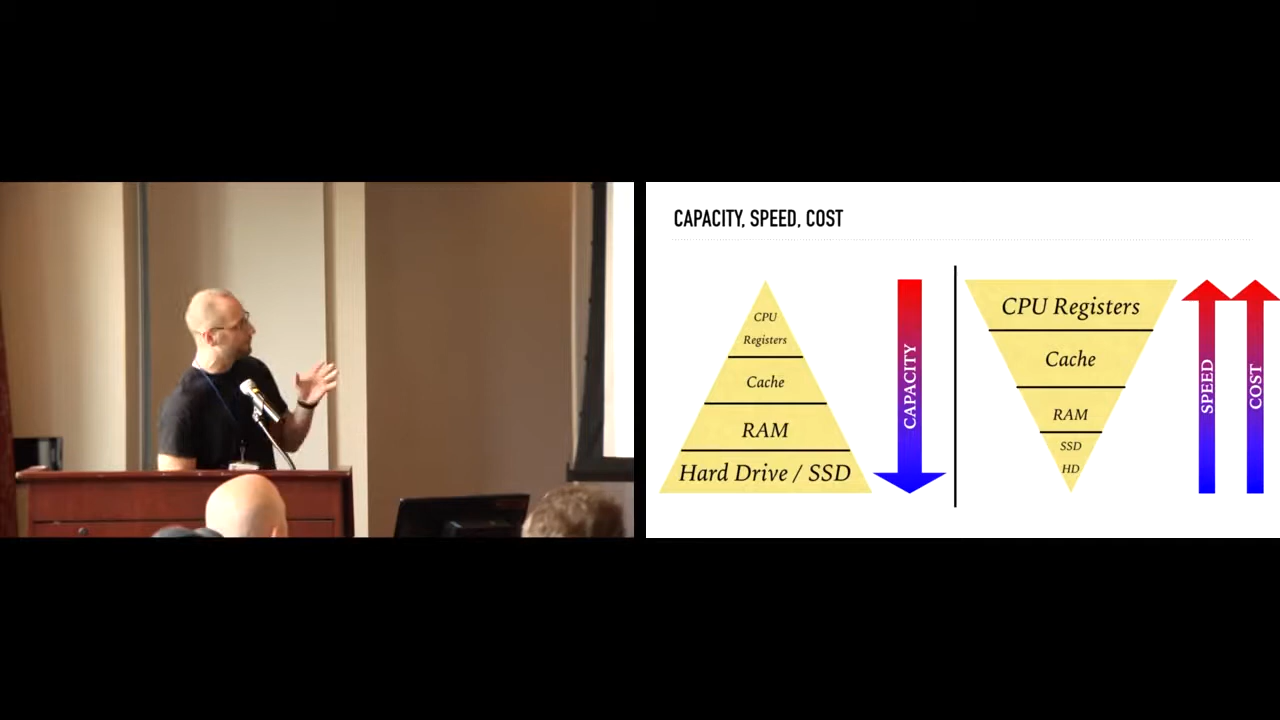 CAPACITY, SPEED, COST
CPU
Registers
Cache
RAM
Hard Drive / SSD
CAPACITY
CPU Registers
Cache
RAM
SSD
HD
SPEED
COST